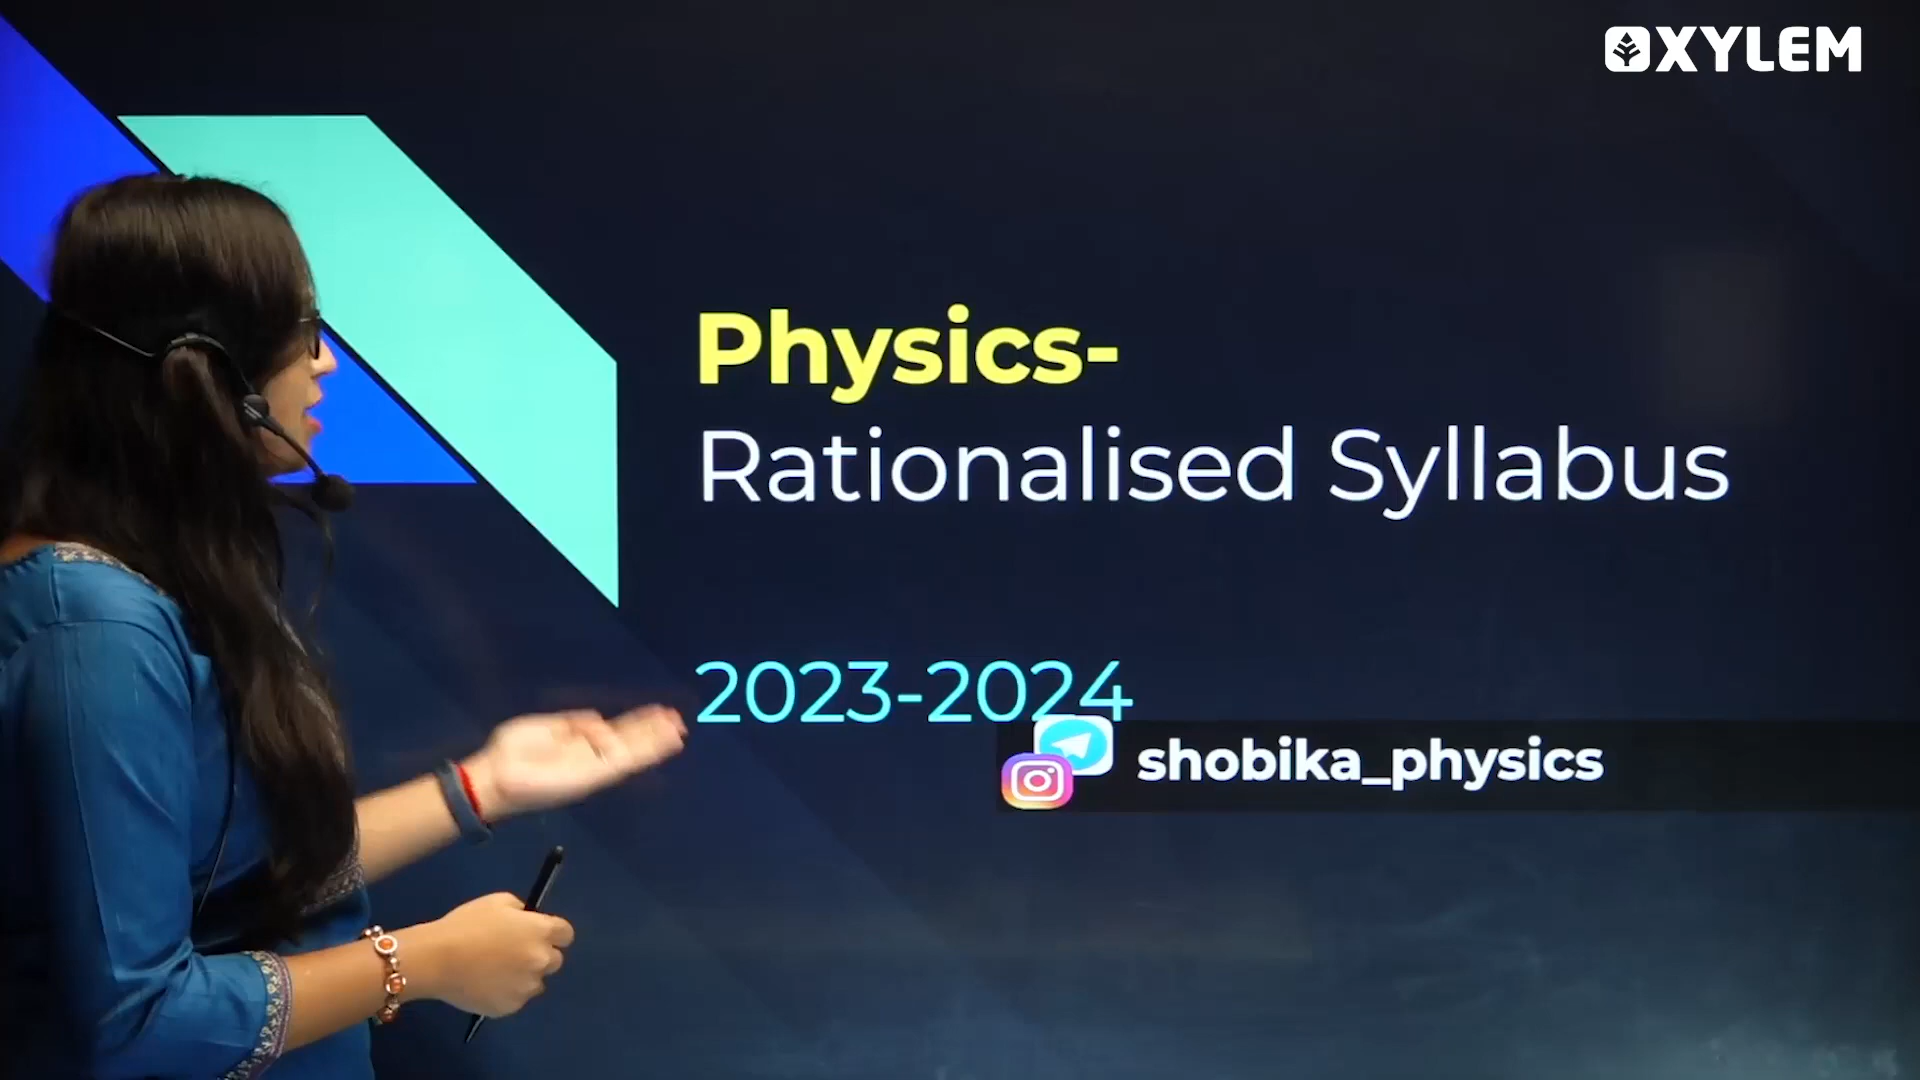 XYLEM
Physics-
Rationalised Syllabus
2023-2024
shobika_physics